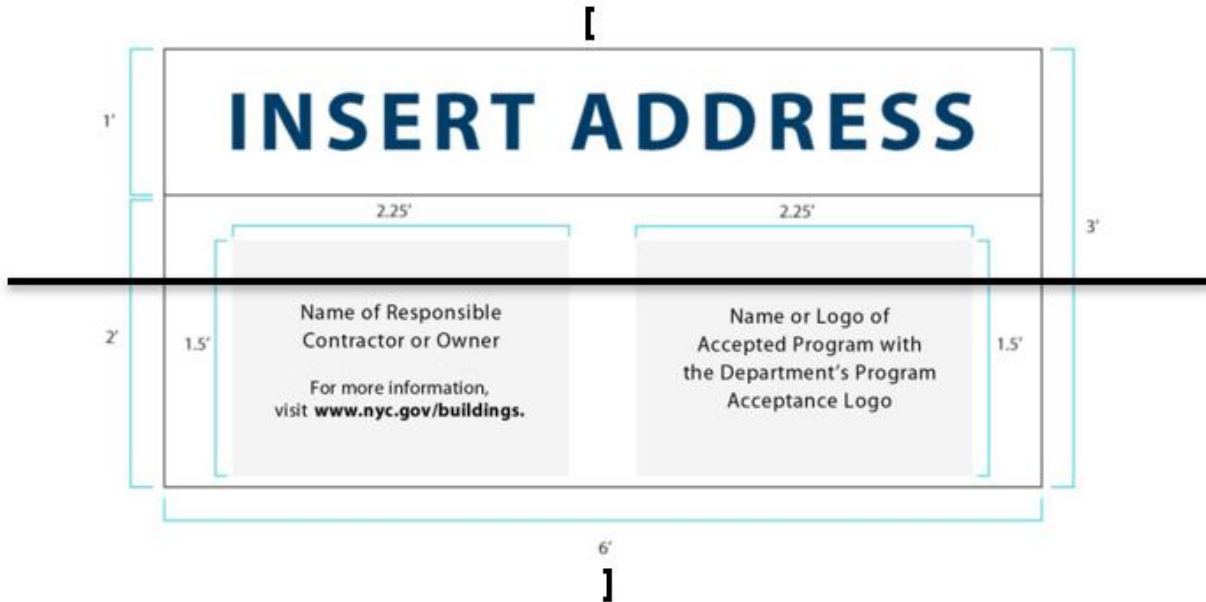 [
1'
INSERT ADDRESS
2.25'
2.25'
3'
2'
1.5'
Name of Responsible
Contractor or Owner
For more information,
visit www.nyc.gov/buildings.
Name or Logo of
Accepted Program with
the Department's Program
Acceptance Logo
1.5'
6'
]